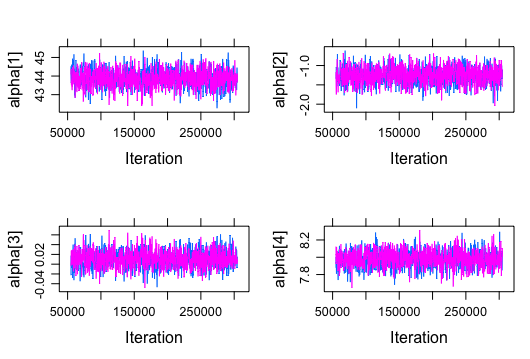 alpha[1]
43 44 45
50000 150000 250000
Iteration
alpha[2]
-2.0 -1.0
50000 150000 250000
Iteration
alpha[3]
-0.04 0.02
50000 150000 250000
Iteration
alpha[4]
7.8 8.2
50000 150000 250000
Iteration